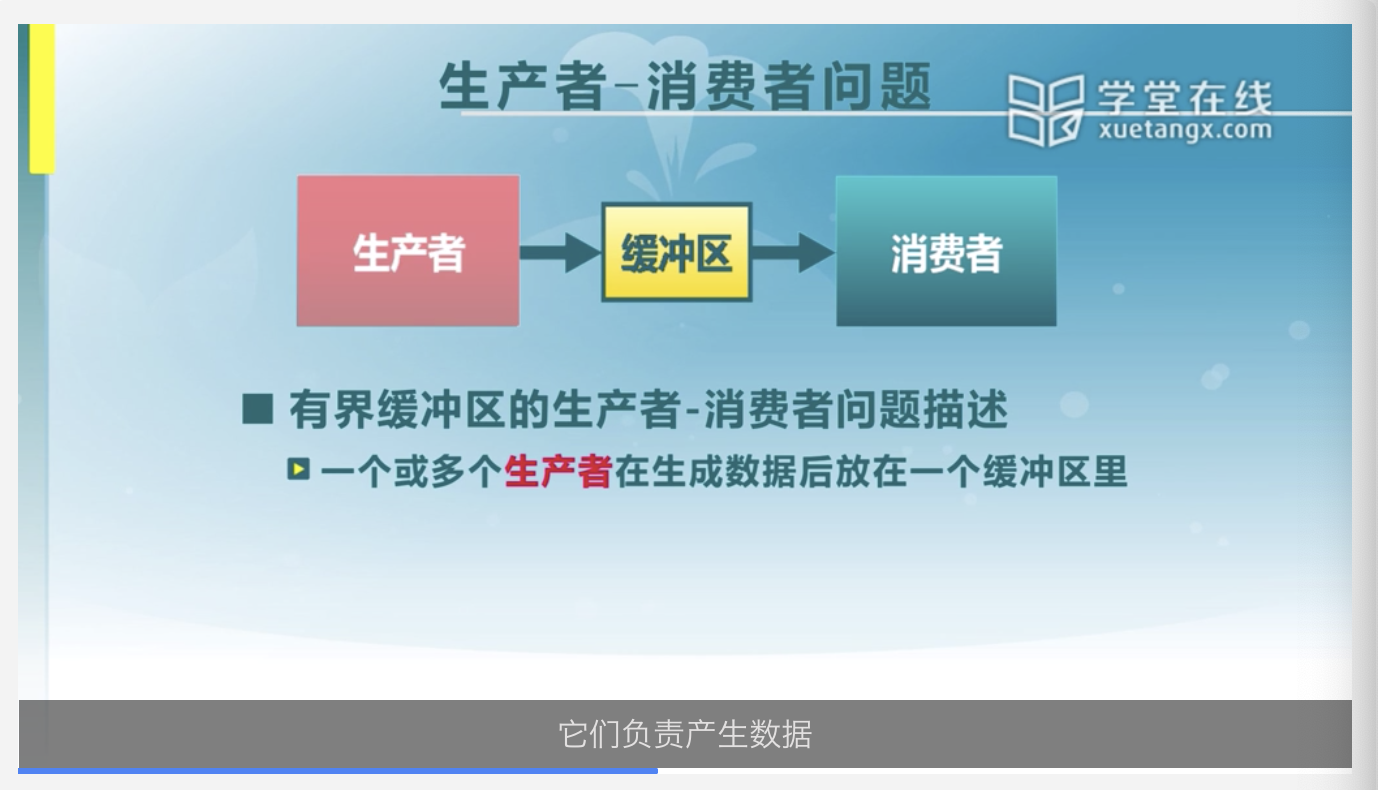 生产者-消费者问题
学堂在线
xuetangx.com
生产者
缓冲区
消费者
有界缓冲区的生产者-消费者问题描述
一个或多个生产者在生成数据后放在一个缓冲区里
它们负责产生数据